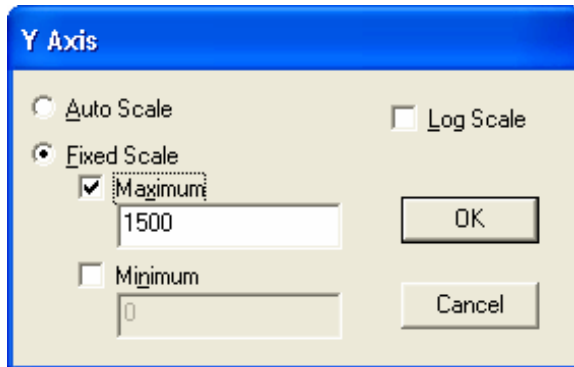 Y Axis
Auto Scale
Log Scale
Fixed Scale
Maximum
1500
OK
Minimum
0
Cancel